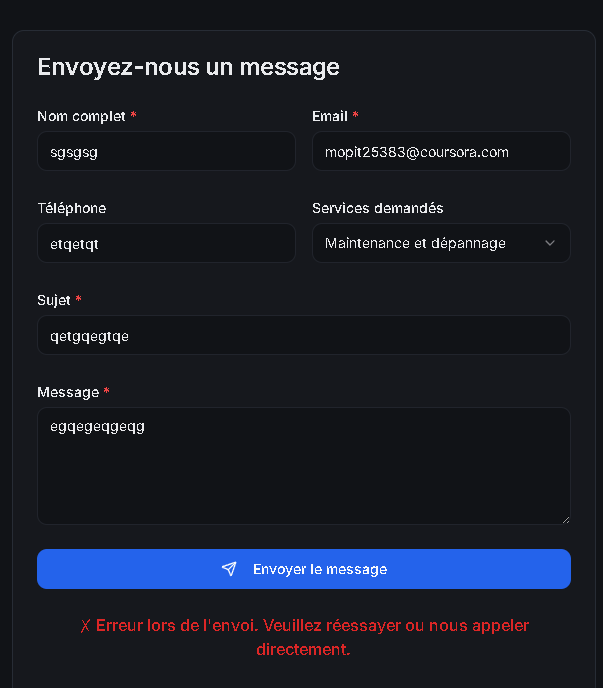 Envoyez-nous un message
Nom complet *
Email *
sgsgsg
mopit25383@coursora.com
Téléphone
Services demandés
etqetqt
Maintenance et dépannage
Sujet *
qetgqegtqe
Message *
egqegeqgeqg
Envoyer le message
✗ Erreur lors de l'envoi. Veuillez réessayer ou nous appeler
directement.